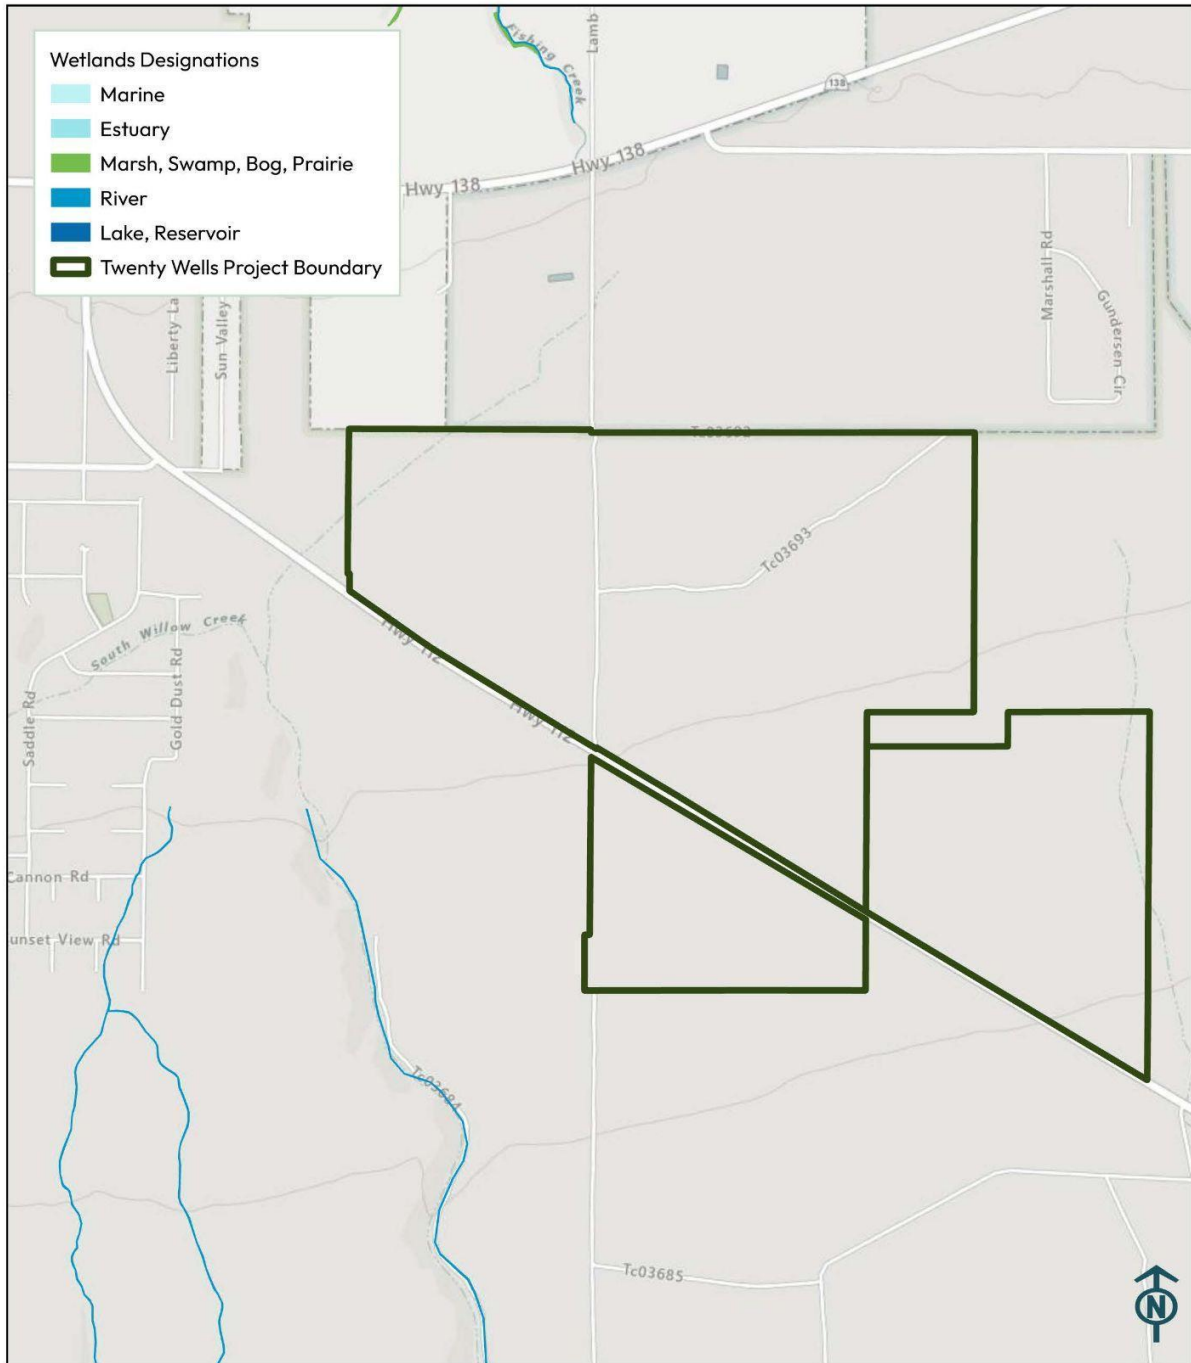 Wetlands Designations
Marine
Estuary
Marsh, Swamp, Bog, Prairie
River
Lake, Reservoir
Twenty Wells Project Boundary
Fishing Creek
Lamb
138
Hwy 138
Hwy 138
Marshall Rd
Gundersen Cir
Liberty La
Sun Valley
Tc03693
Hwy 112
Hwy 112
South Willow Creek
Gold Dust Rd
Saddle Rd
Cannon Rd
unset View Rd
Tc03684
Tc03685
N